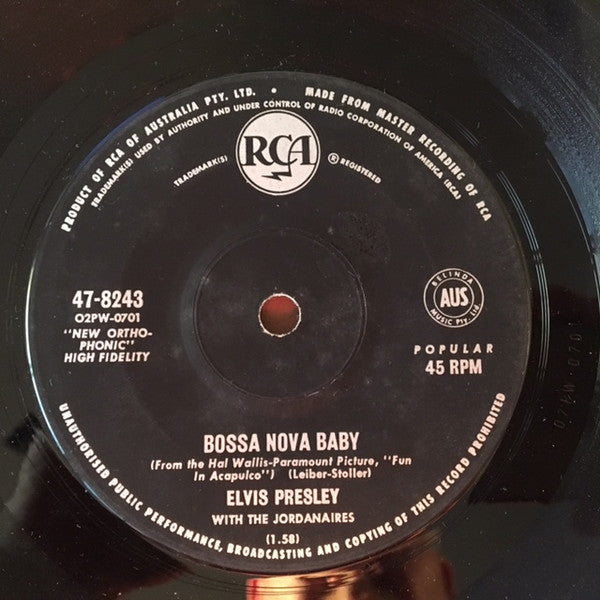 PRODUCT OF RCA OF AUSTRALIA PTY. LTD. • MADE FROM MASTER RECORDING OF RCA
TRADEMARK(S) USED BY AUTHORITY AND UNDER CONTROL OF RADIO CORPORATION OF AMERICA (RCA)
TRADEMARK(S) RCA ® REGISTERED
47-8243
O2PW-0701
"NEW ORTHO-
PHONIC"
HIGH FIDELITY
BELINDA
AUS
MUSIC PTY. Ltd
POPULAR
45 RPM
BOSSA NOVA BABY
(From the Hal Wallis-Paramount Picture, "Fun
In Acapulco") (Leiber-Stoller)
ELVIS PRESLEY
WITH THE JORDANAIRES
(1.58)
UNAUTHORISED PUBLIC PERFORMANCE, BROADCASTING AND COPYING OF THIS RECORD PROHIBITED